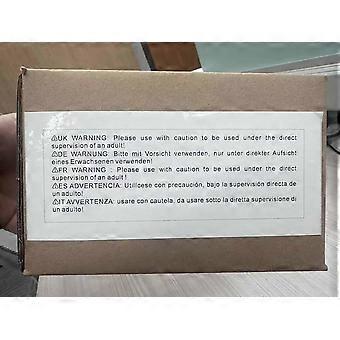 ⚠UK WARNING: Please use with caution to be used under the direct
supervision of an adult!
⚠DE WARNUNG: Bitte mit Vorsicht verwenden, nur unter direkter Aufsicht
eines Erwachsenen verwenden!
⚠FR WARNING : Please use with caution to be used under the direct
supervision of an adult !
⚠ES ADVERTENCIA: Utilícese con precaución, bajo la supervisión directa de
un adulto!
⚠IT AVVERTENZA: usare con cautela, da usare sotto la diretta supervisione di
un adulto!